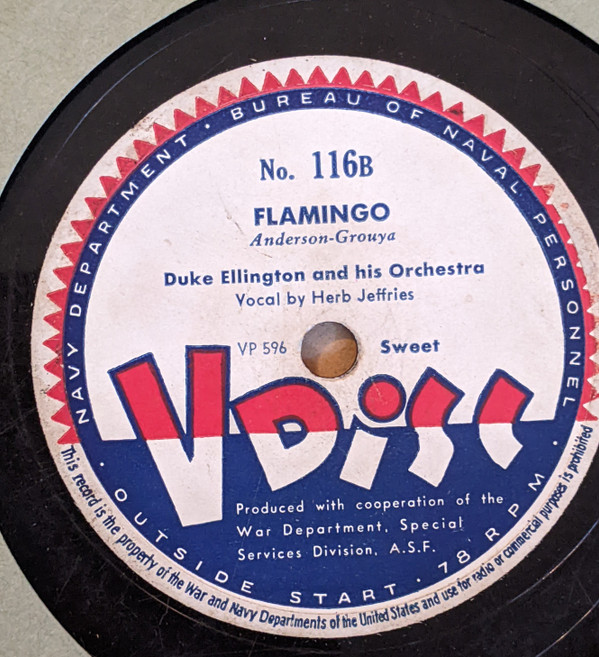 NAVY DEPARTMENT · BUREAU OF NAVAL PERSONNEL
No. 116B
FLAMINGO
Anderson-Grouya
Duke Ellington and his Orchestra
Vocal by Herb Jeffries
VP 596 Sweet
V DISC
Produced with cooperation of the
War Department, Special
Services Division, A.S.F.
· OUTSIDE START · 78 RPM ·
This record is the property of the War and Navy Departments of the United States and use for radio or commercial purposes is prohibited